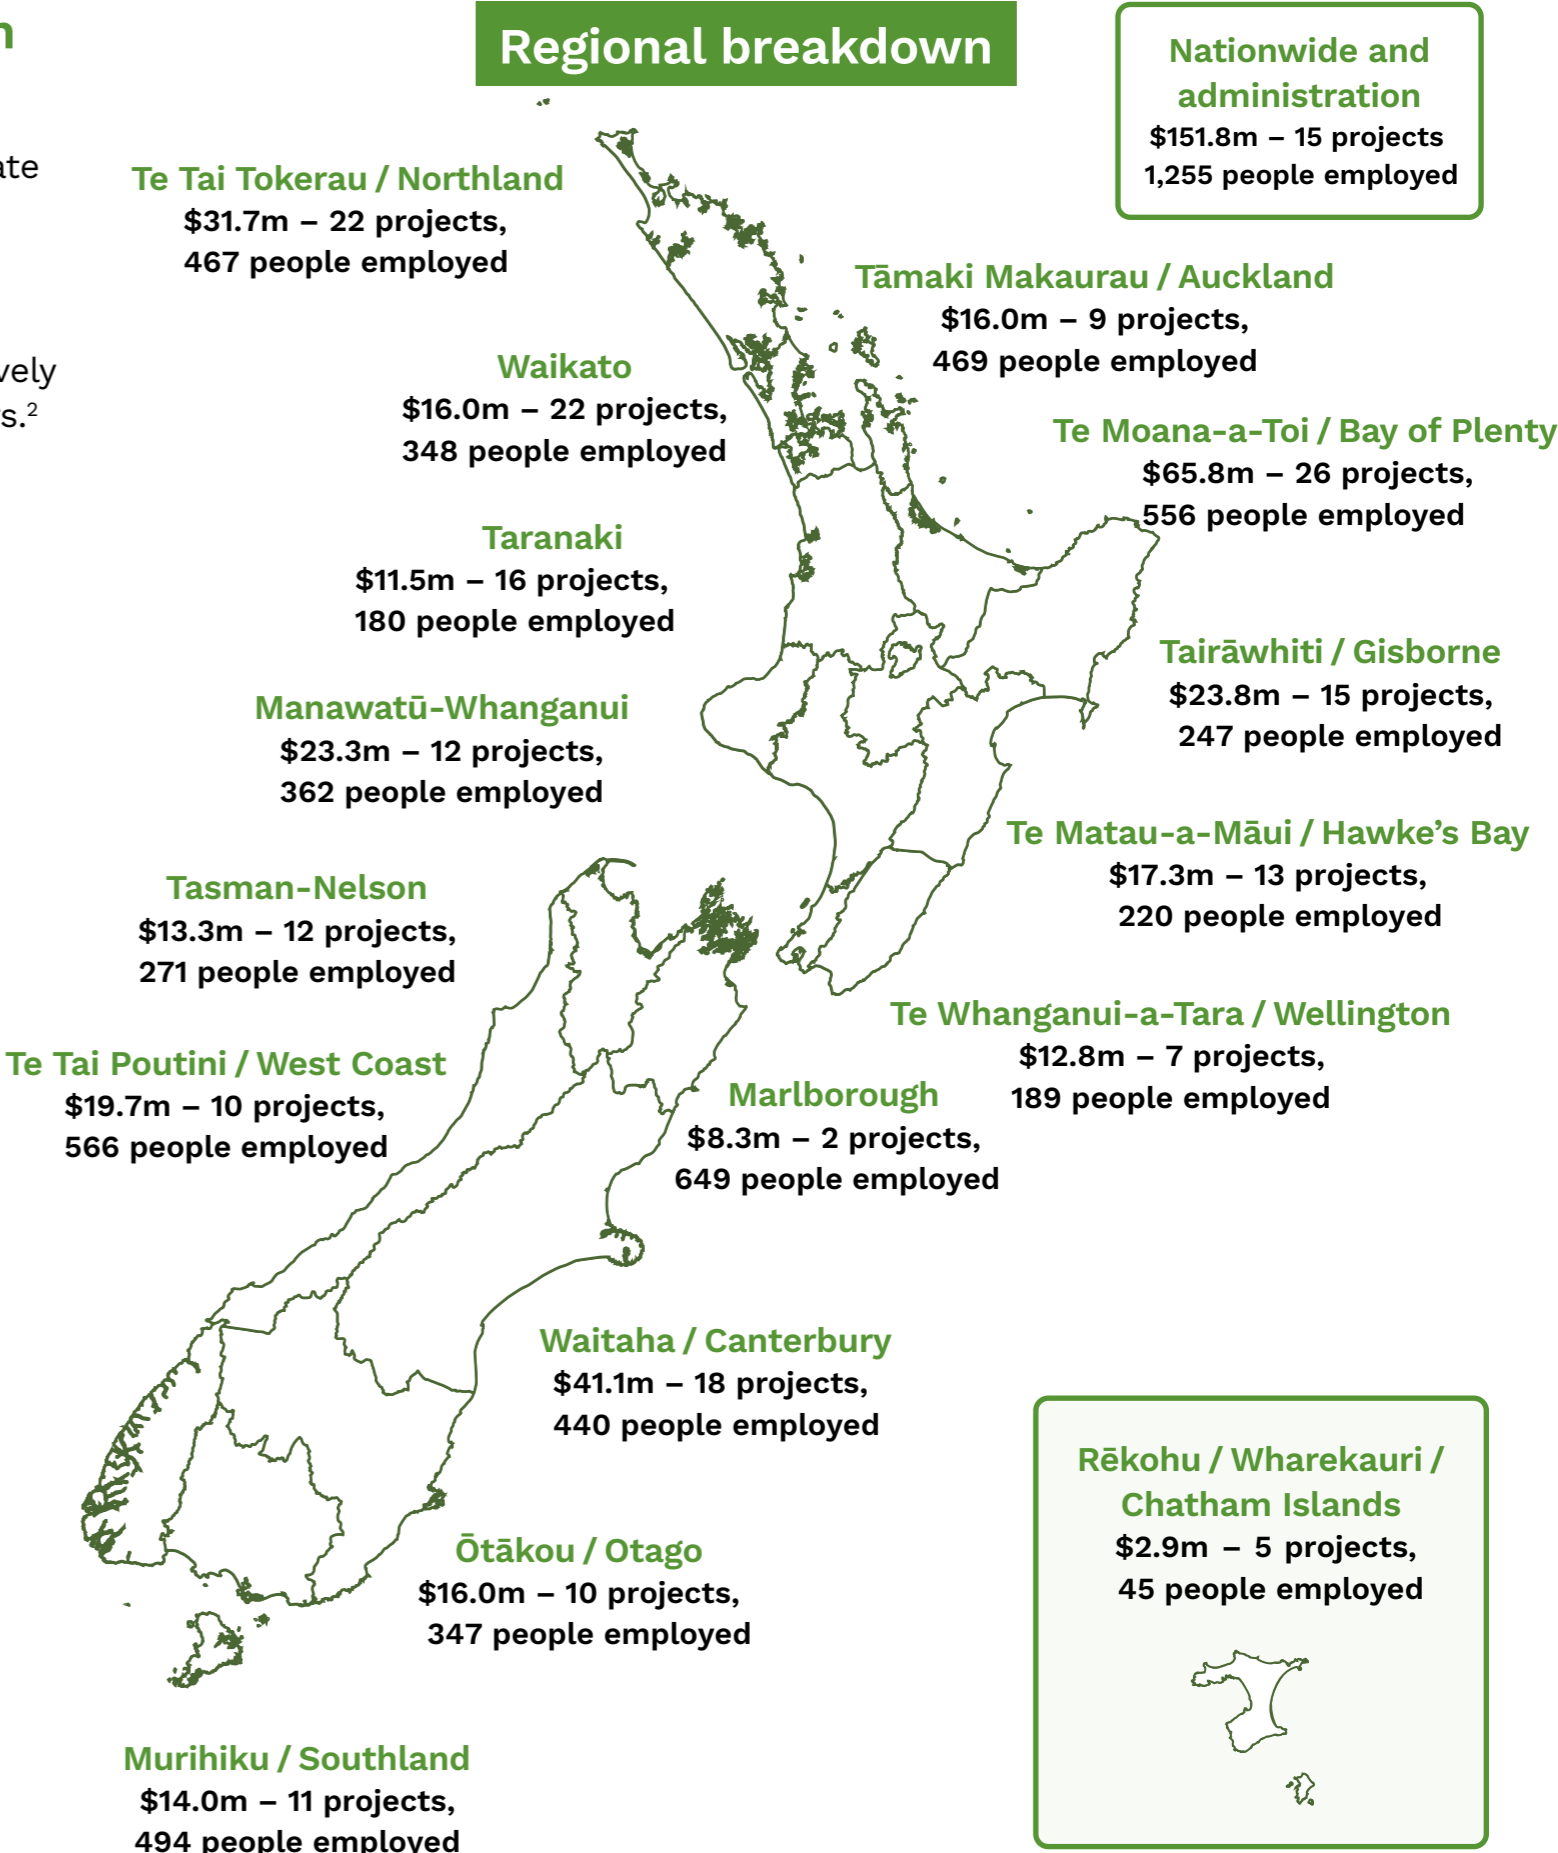 Regional breakdown
Nationwide and
administration
$151.8m – 15 projects
1,255 people employed
Te Tai Tokerau / Northland
$31.7m – 22 projects,
467 people employed
Tāmaki Makaurau / Auckland
$16.0m – 9 projects,
469 people employed
Waikato
$16.0m – 22 projects,
348 people employed
Te Moana-a-Toi / Bay of Plenty
$65.8m – 26 projects,
556 people employed
Taranaki
$11.5m – 16 projects,
180 people employed
Tairāwhiti / Gisborne
$23.8m – 15 projects,
247 people employed
Manawatū-Whanganui
$23.3m – 12 projects,
362 people employed
Te Matau-a-Māui / Hawke’s Bay
$17.3m – 13 projects,
220 people employed
Tasman-Nelson
$13.3m – 12 projects,
271 people employed
Te Whanganui-a-Tara / Wellington
$12.8m – 7 projects,
189 people employed
Te Tai Poutini / West Coast
$19.7m – 10 projects,
566 people employed
Marlborough
$8.3m – 2 projects,
649 people employed
Waitaha / Canterbury
$41.1m – 18 projects,
440 people employed
Rēkohu / Wharekauri /
Chatham Islands
$2.9m – 5 projects,
45 people employed
Ōtākou / Otago
$16.0m – 10 projects,
347 people employed
Murihiku / Southland
$14.0m – 11 projects,
494 people employed